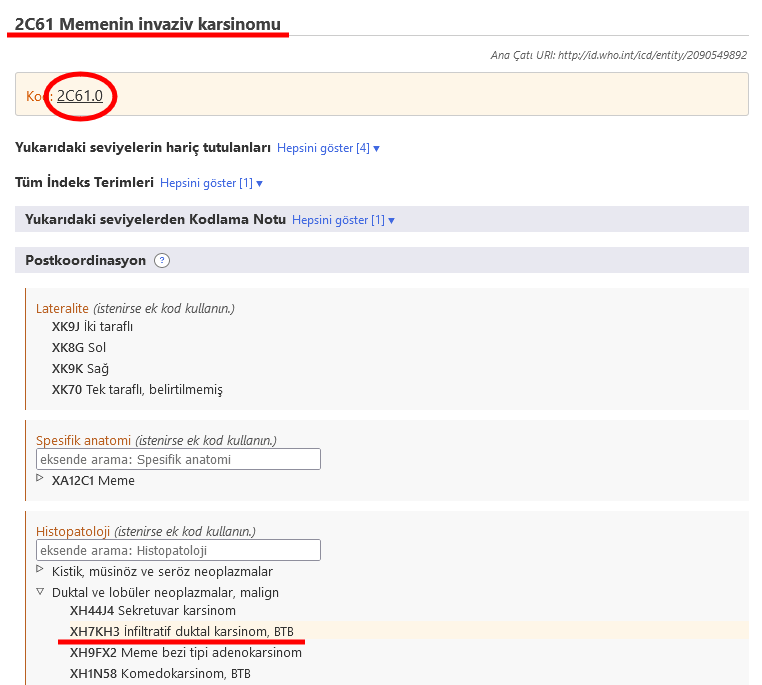 2C61 Memenin invaziv karsinomu
Ana Çatı URI: http://id.who.int/icd/entity/2090549892
Kod: 2C61.0
Yukarıdaki seviyelerin hariç tutulanları Hepsini göster [4] ▾
Tüm İndeks Terimleri Hepsini göster [1] ▾
Yukarıdaki seviyelerden Kodlama Notu Hepsini göster [1] ▾
Postkoordinasyon ?
Lateralite (istenirse ek kod kullanın.)
XK9J İki taraflı
XK8G Sol
XK9K Sağ
XK70 Tek taraflı, belirtilmemiş
Spesifik anatomi (istenirse ek kod kullanın.)
eksende arama: Spesifik anatomi
XA12C1 Meme
Histopatoloji (istenirse ek kod kullanın.)
eksende arama: Histopatoloji
Kistik, müsinöz ve seröz neoplazmalar
Duktal ve lobüler neoplazmalar, malign
XH44J4 Sekretuvar karsinom
XH7KH3 İnfiltratif duktal karsinom, BTB
XH9FX2 Meme bezi tipi adenokarsinom
XH1N58 Komedokarsinom, BTB